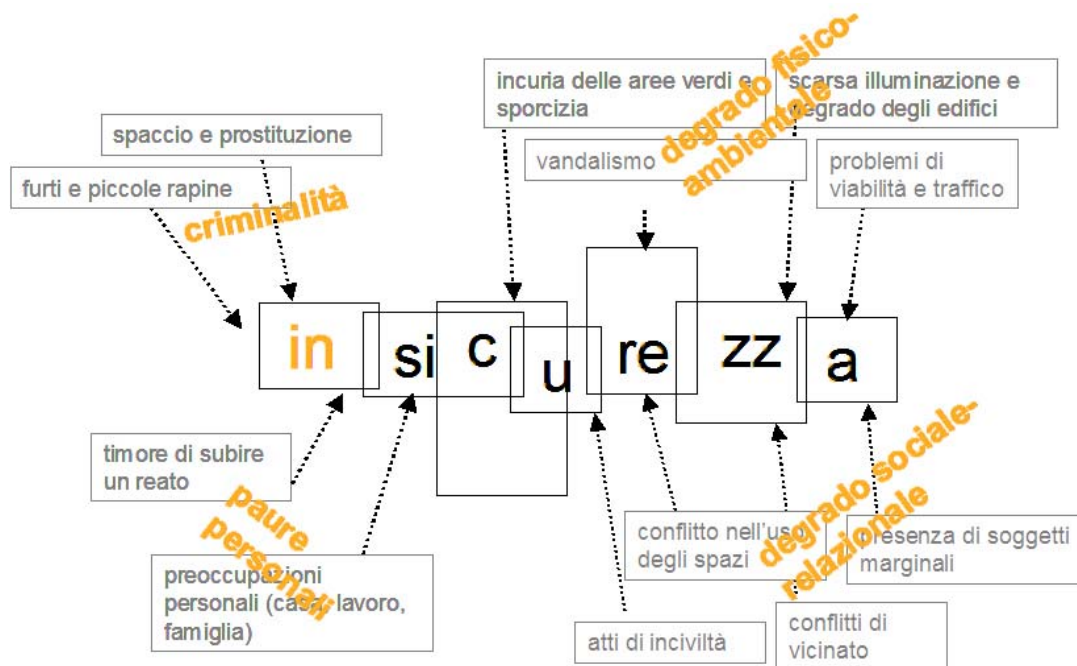 incuria delle aree verdi e
sporcizia
degrado fisico-
ambientale
scarsa illuminazione e
degrado degli edifici
spaccio e prostituzione
vandalismo
problemi di
viabilità e traffico
furti e piccole rapine
criminalità
in
si
c
u
re
zz
a
timore di subire
un reato
paure
personali
preoccupazioni
personali (casa, lavoro,
famiglia)
atti di inciviltà
conflitto nell'uso
degli spazi
degrado sociale-
relazionale
presenza di soggetti
marginali
conflitti di
vicinato